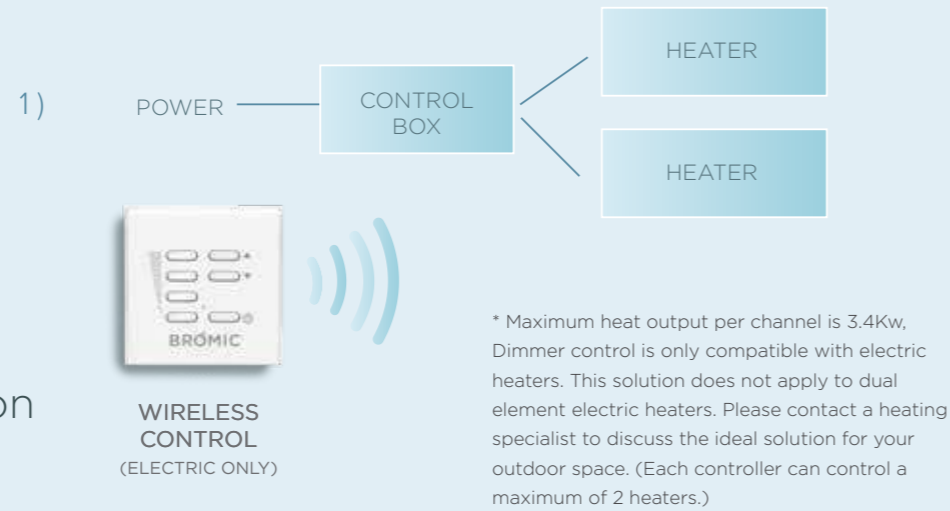 HEATER
1)
POWER
CONTROL
BOX
HEATER
BROMIC
on
WIRELESS
CONTROL
(ELECTRIC ONLY)
* Maximum heat output per channel is 3.4Kw,
Dimmer control is only compatible with electric
heaters. This solution does not apply to dual
element electric heaters. Please contact a heating
specialist to discuss the ideal solution for your
outdoor space. (Each controller can control a
maximum of 2 heaters.)